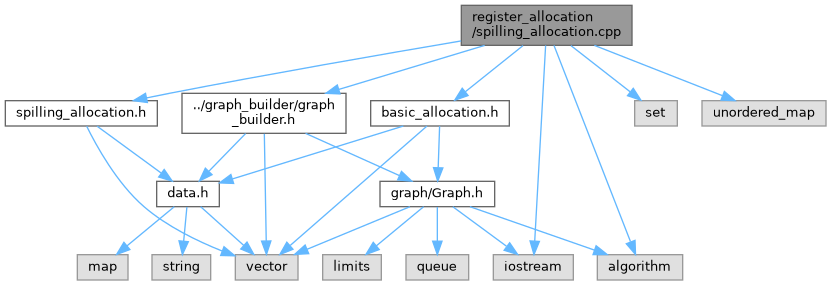 register_allocation
/spilling_allocation.cpp
spilling_allocation.h
../graph_builder/graph
_builder.h
basic_allocation.h
set
unordered_map
data.h
graph/Graph.h
map
string
vector
limits
queue
iostream
algorithm